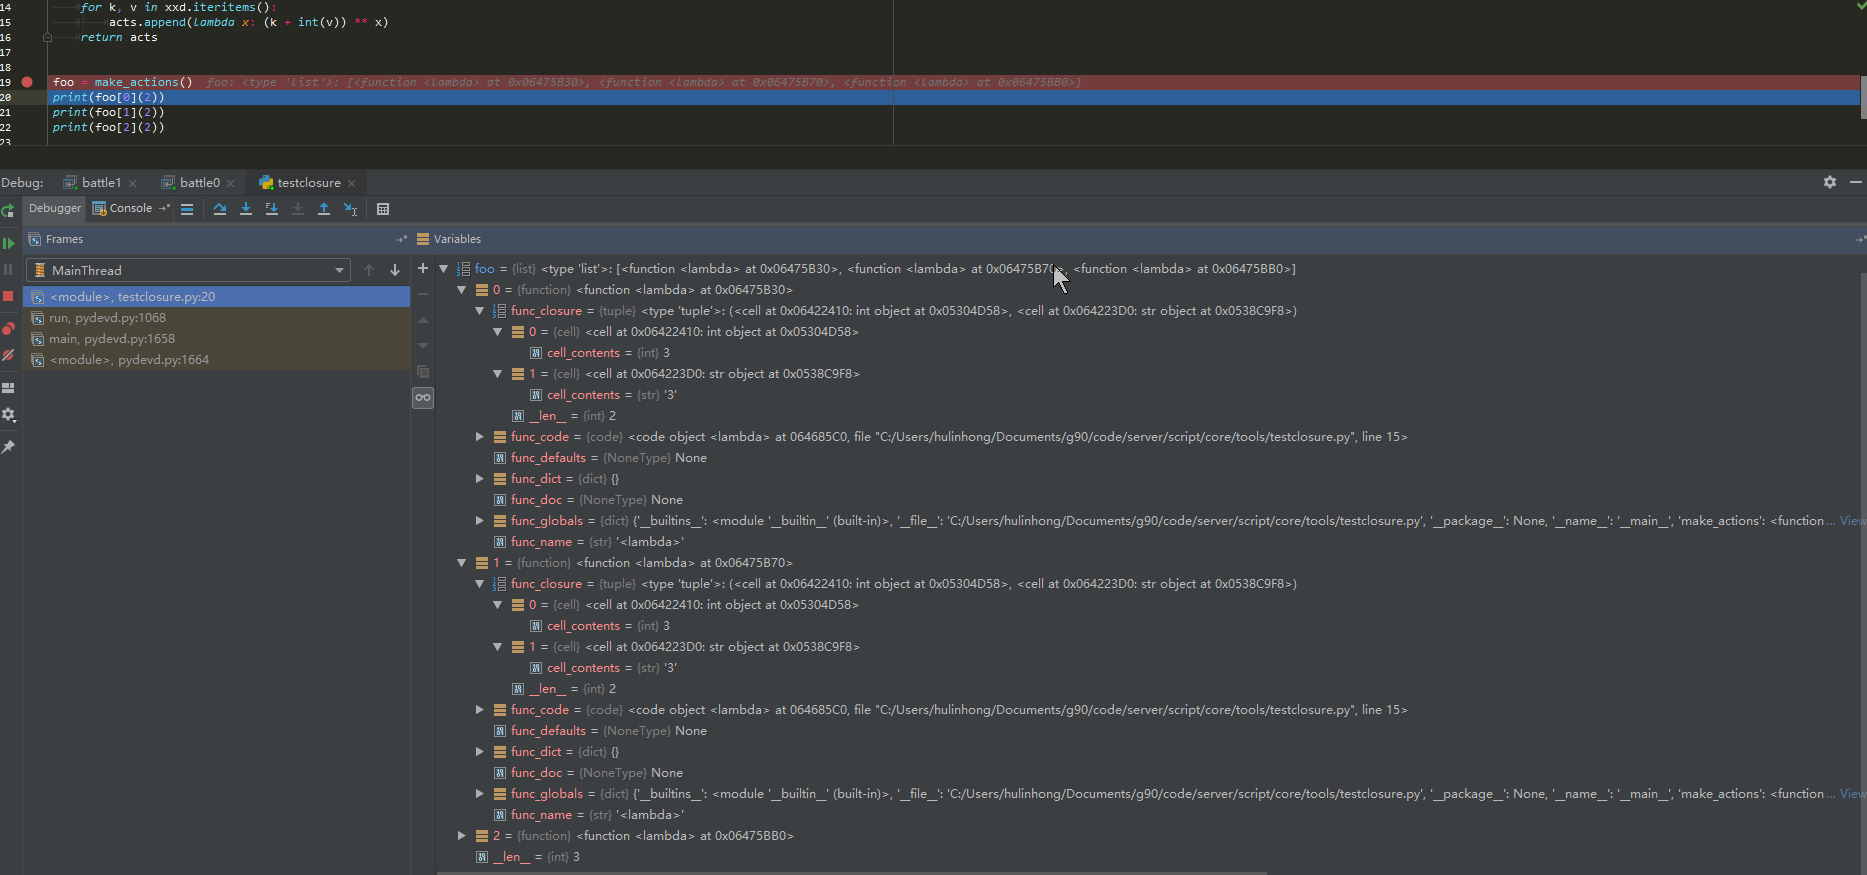 14 for k, v in xxd.iteritems():
15 acts.append(lambda x: (k + int(v)) ** x)
16 return acts
17
18
19 foo = make_actions() foo: <type 'list'>: [<function <lambda> at 0x06475B30>, <function <lambda> at 0x06475B70>, <function <lambda> at 0x06475BB0>]
20 print(foo[0](2))
21 print(foo[1](2))
22 print(foo[2](2))
23
Debug: battle1 battle0 testclosure
Debugger Console
Frames
Variables
MainThread
<module>, testclosure.py:20
run, pydevd.py:1068
main, pydevd.py:1658
<module>, pydevd.py:1664
foo = {list} <type 'list'>: [<function <lambda> at 0x06475B30>, <function <lambda> at 0x06475B70>, <function <lambda> at 0x06475BB0>]
0 = {function} <function <lambda> at 0x06475B30>
func_closure = {tuple} <type 'tuple'>: (<cell at 0x06422410: int object at 0x05304D58>, <cell at 0x064223D0: str object at 0x0538C9F8>)
0 = {cell} <cell at 0x06422410: int object at 0x05304D58>
cell_contents = {int} 3
1 = {cell} <cell at 0x064223D0: str object at 0x0538C9F8>
cell_contents = {str} '3'
__len__ = {int} 2
func_code = {code} <code object <lambda> at 064685C0, file "C:/Users/hulinhong/Documents/g90/code/server/script/core/tools/testclosure.py", line 15>
func_defaults = {NoneType} None
func_dict = {dict} {}
func_doc = {NoneType} None
func_globals = {dict} {'__builtins__': <module '__builtin__' (built-in)>, '__file__': 'C:/Users/hulinhong/Documents/g90/code/server/script/core/tools/testclosure.py', '__package__': None, '__name__': '__main__', 'make_actions': <function ... View
func_name = {str} '<lambda>'
1 = {function} <function <lambda> at 0x06475B70>
func_closure = {tuple} <type 'tuple'>: (<cell at 0x06422410: int object at 0x05304D58>, <cell at 0x064223D0: str object at 0x0538C9F8>)
0 = {cell} <cell at 0x06422410: int object at 0x05304D58>
cell_contents = {int} 3
1 = {cell} <cell at 0x064223D0: str object at 0x0538C9F8>
cell_contents = {str} '3'
__len__ = {int} 2
func_code = {code} <code object <lambda> at 064685C0, file "C:/Users/hulinhong/Documents/g90/code/server/script/core/tools/testclosure.py", line 15>
func_defaults = {NoneType} None
func_dict = {dict} {}
func_doc = {NoneType} None
func_globals = {dict} {'__builtins__': <module '__builtin__' (built-in)>, '__file__': 'C:/Users/hulinhong/Documents/g90/code/server/script/core/tools/testclosure.py', '__package__': None, '__name__': '__main__', 'make_actions': <function ... View
func_name = {str} '<lambda>'
2 = {function} <function <lambda> at 0x06475BB0>
__len__ = {int} 3